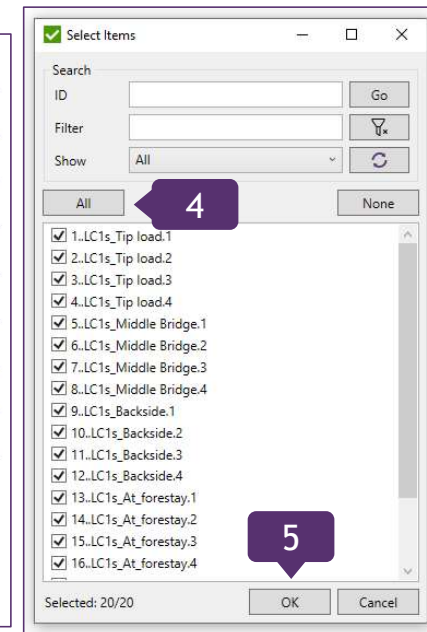 Select Items
Search
ID Go
Filter
Show All
All 4 None
1..LC1s_Tip load.1
2..LC1s_Tip load.2
3..LC1s_Tip load.3
4..LC1s_Tip load.4
5..LC1s_Middle Bridge.1
6..LC1s_Middle Bridge.2
7..LC1s_Middle Bridge.3
8..LC1s_Middle Bridge.4
9..LC1s_Backside.1
10..LC1s_Backside.2
11..LC1s_Backside.3
12..LC1s_Backside.4
13..LC1s_At_forestay.1
14..LC1s_At_forestay.2
15..LC1s_At_forestay.3
16..LC1s_At_forestay.4
5
Selected: 20/20 OK Cancel